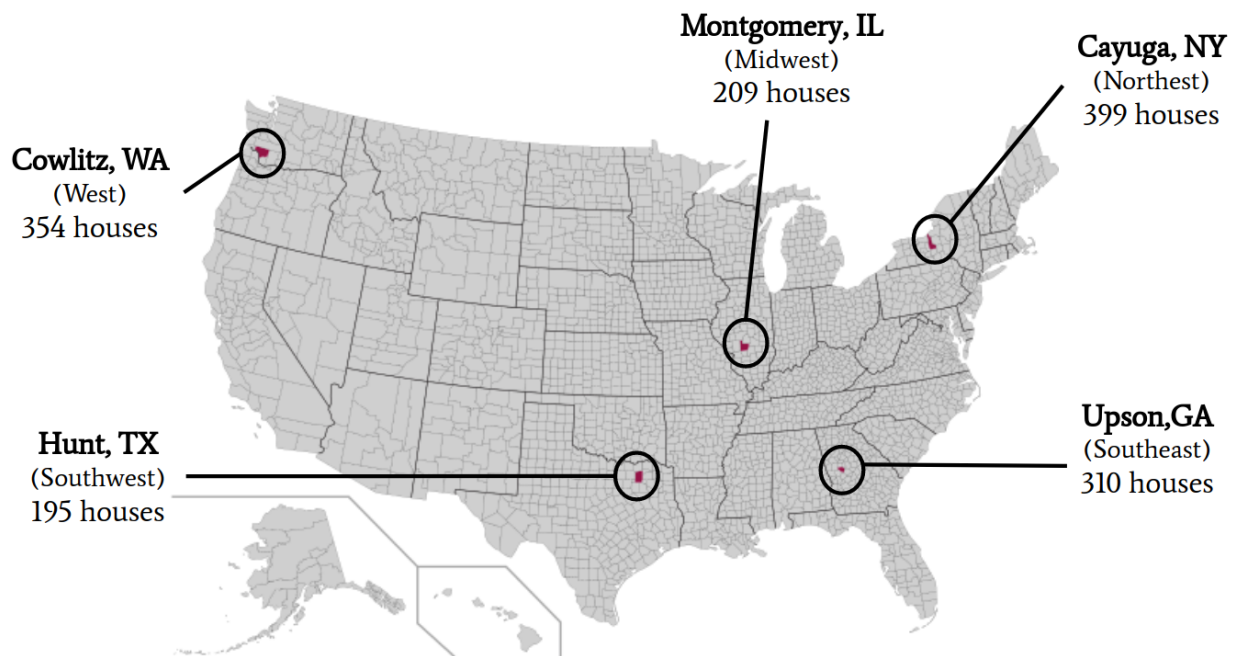 Montgomery, IL
(Midwest)
209 houses
Cayuga, NY
(Northest)
399 houses
Cowlitz, WA
(West)
354 houses
Hunt, TX
(Southwest)
195 houses
Upson,GA
(Southeast)
310 houses